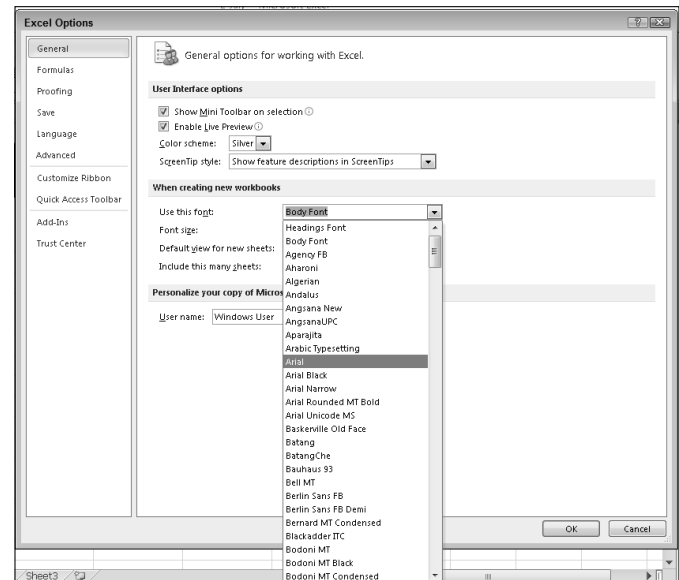 Excel Options
General
Formulas
Proofing
Save
Language
Advanced
Customize Ribbon
Quick Access Toolbar
Add-Ins
Trust Center
General options for working with Excel.
User Interface options
Show Mini Toolbar on selection
Enable Live Preview
Color scheme: Silver
ScreenTip style: Show feature descriptions in ScreenTips
When creating new workbooks
Use this font: Body Font
Font size:
Default view for new sheets:
Include this many sheets:
Personalize your copy of Micros
User name: Windows User
Headings Font
Body Font
Agency FB
Aharoni
Algerian
Andalus
Angsana New
AngsanaUPC
Aparajita
Arabic Typesetting
Arial
Arial Black
Arial Narrow
Arial Rounded MT Bold
Arial Unicode MS
Baskerville Old Face
Batang
BatangChe
Bauhaus 93
Bell MT
Berlin Sans FB
Berlin Sans FB Demi
Bernard MT Condensed
Blackadder ITC
Bodoni MT
Bodoni MT Black
Bodoni MT Condensed
OK Cancel
Sheet3